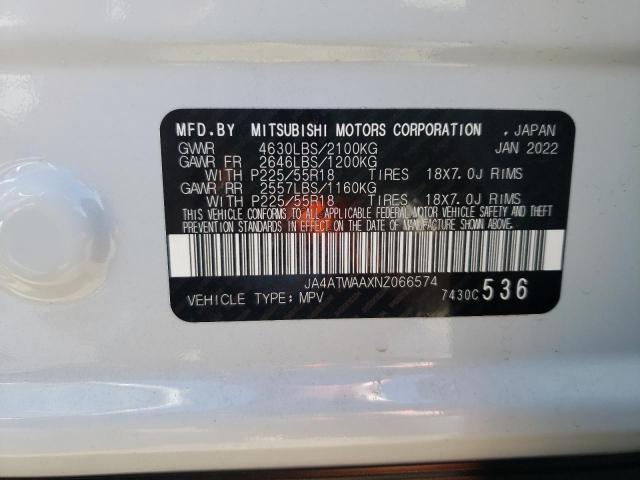 MFD.BY MITSUBISHI MOTORS CORPORATION , JAPAN
GVWR 4630LBS/2100KG JAN 2022
GAWR FR 2646LBS/1200KG
WITH P225/55R18 TIRES 18X7.0J RIMS
GAWR RR 2557LBS/1160KG
WITH P225/55R18 TIRES 18X7.0J RIMS
THIS VEHICLE CONFORMS TO ALL APPLICABLE FEDERAL MOTOR VEHICLE SAFETY AND THEFT
PREVENTION STANDARDS IN EFFECT ON THE DATE OF MANUFACTURE SHOWN ABOVE.
JA4ATWAAXNZ066574
VEHICLE TYPE: MPV 7430C 536